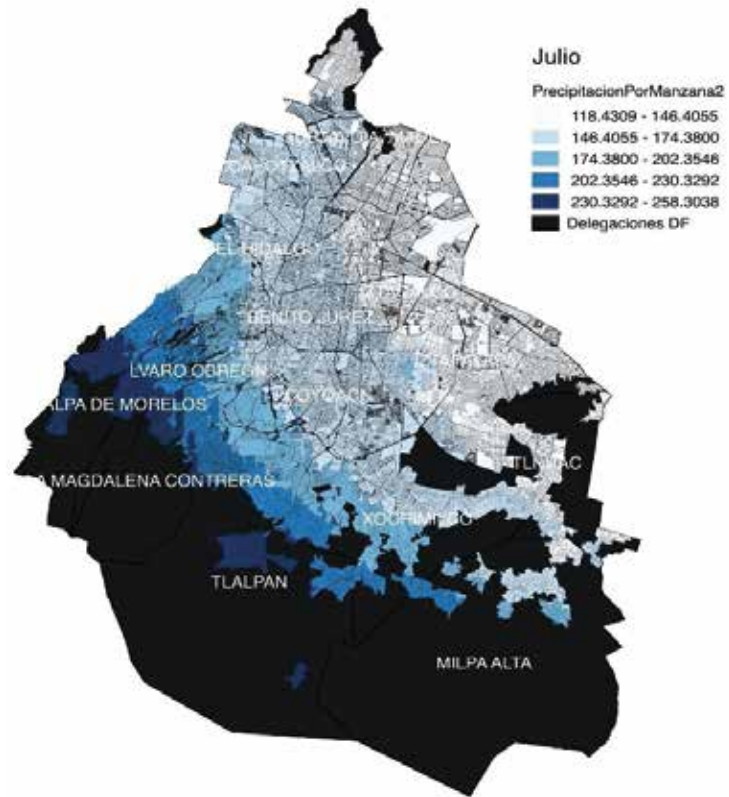 Julio
PrecipitacionPorManzana2
118.4309 - 146.4055
146.4055 - 174.3800
174.3800 - 202.3546
202.3546 - 230.3292
230.3292 - 258.3038
Delegaciones DF
EL HIDALGO
BENITO JUREZ
LVARO OBREGN
COYOACN
ALPA DE MORELOS
A MAGDALENA CONTRERAS
XOCHIMILCO
TLALPAN
MILPA ALTA